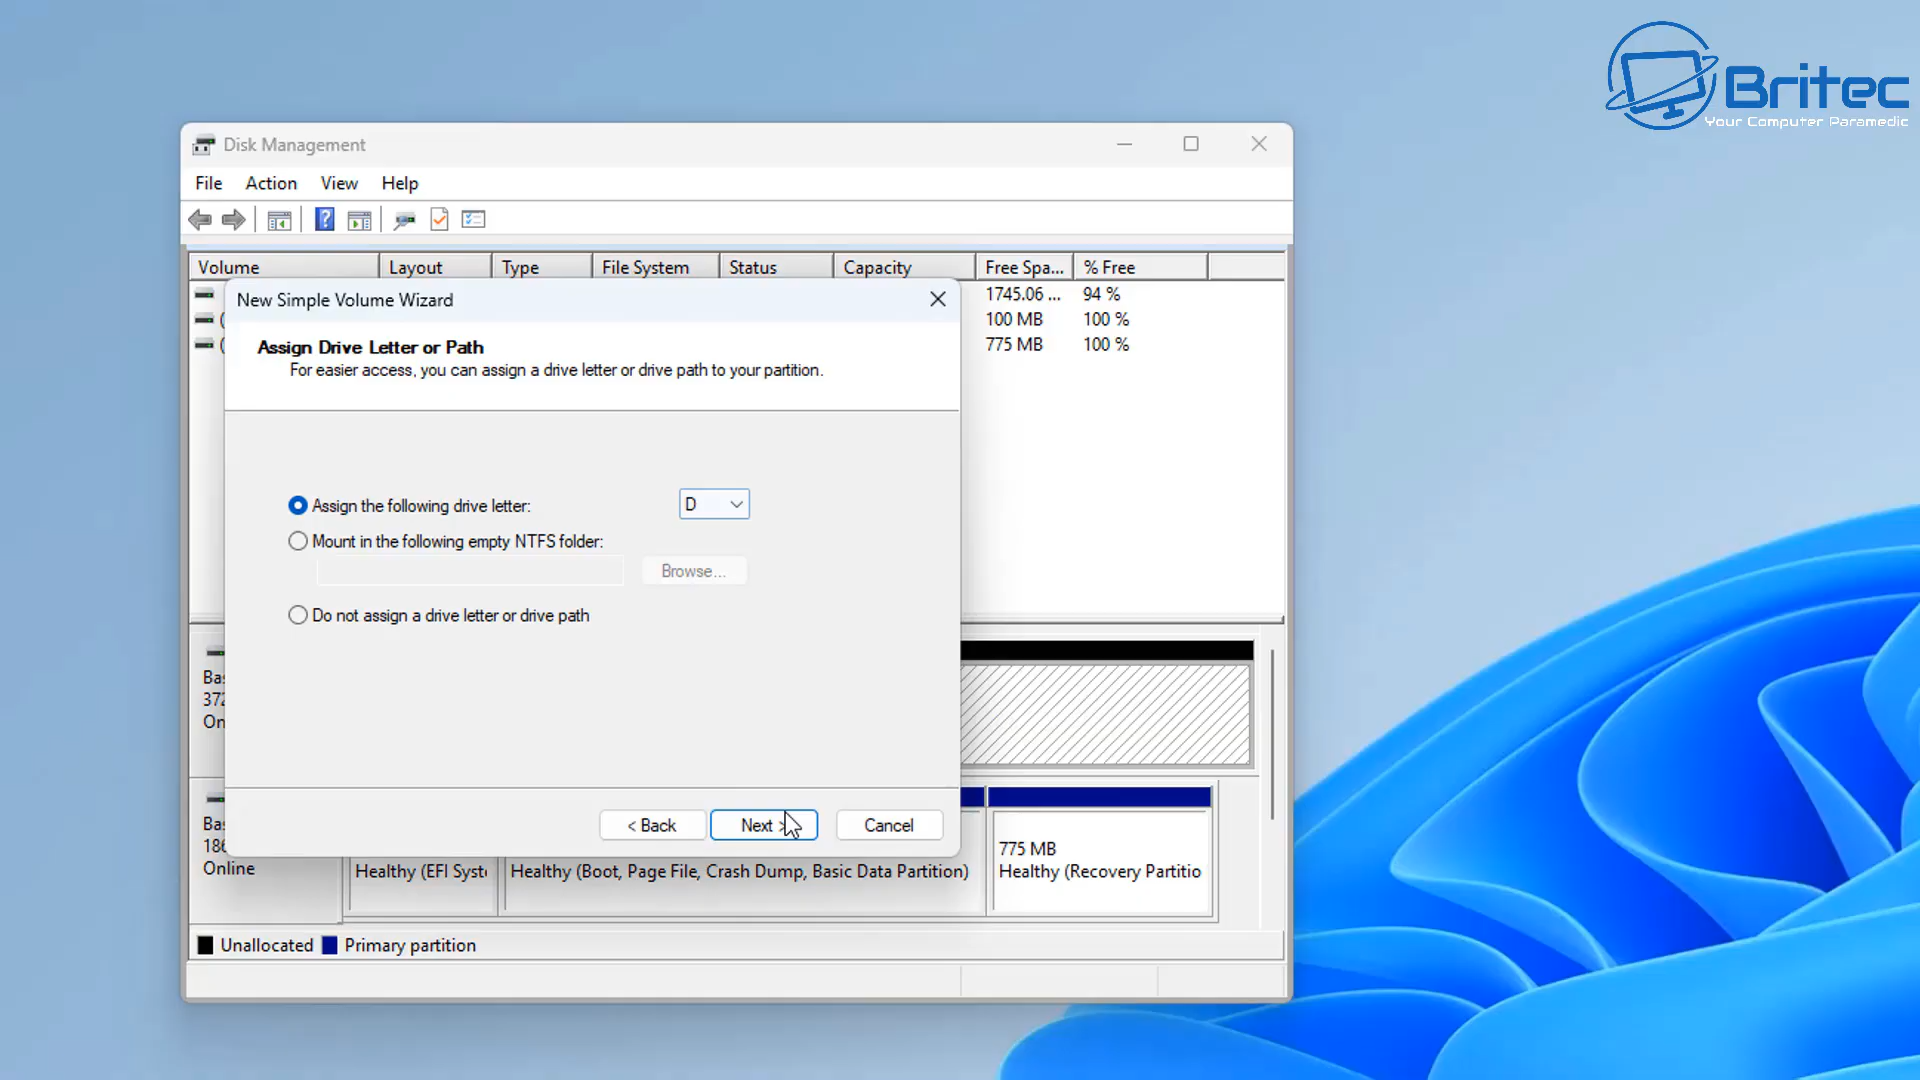 Britec
Your Computer Paramedic
Disk Management
File Action View Help
Volume Layout Type File System Status Capacity Free Spa... % Free
1745.06 ... 94 %
( 100 MB 100 %
( 775 MB 100 %
New Simple Volume Wizard
Assign Drive Letter or Path
For easier access, you can assign a drive letter or drive path to your partition.
Assign the following drive letter: D
Mount in the following empty NTFS folder:
Browse...
Do not assign a drive letter or drive path
Bas
372
On
< Back Next > Cancel
Bas
186
Online
775 MB
Healthy (EFI Syst Healthy (Boot, Page File, Crash Dump, Basic Data Partition) Healthy (Recovery Partitio
Unallocated Primary partition